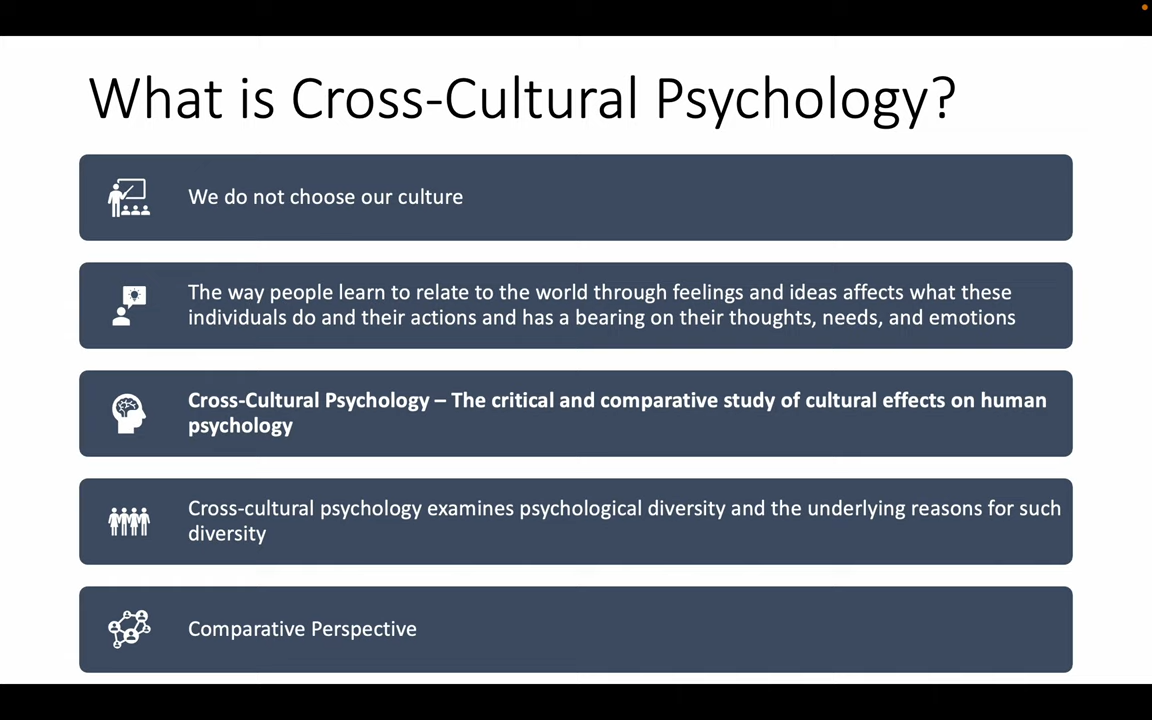 What is Cross-Cultural Psychology?
We do not choose our culture
The way people learn to relate to the world through feelings and ideas affects what these
individuals do and their actions and has a bearing on their thoughts, needs, and emotions
Cross-Cultural Psychology – The critical and comparative study of cultural effects on human
psychology
Cross-cultural psychology examines psychological diversity and the underlying reasons for such
diversity
Comparative Perspective